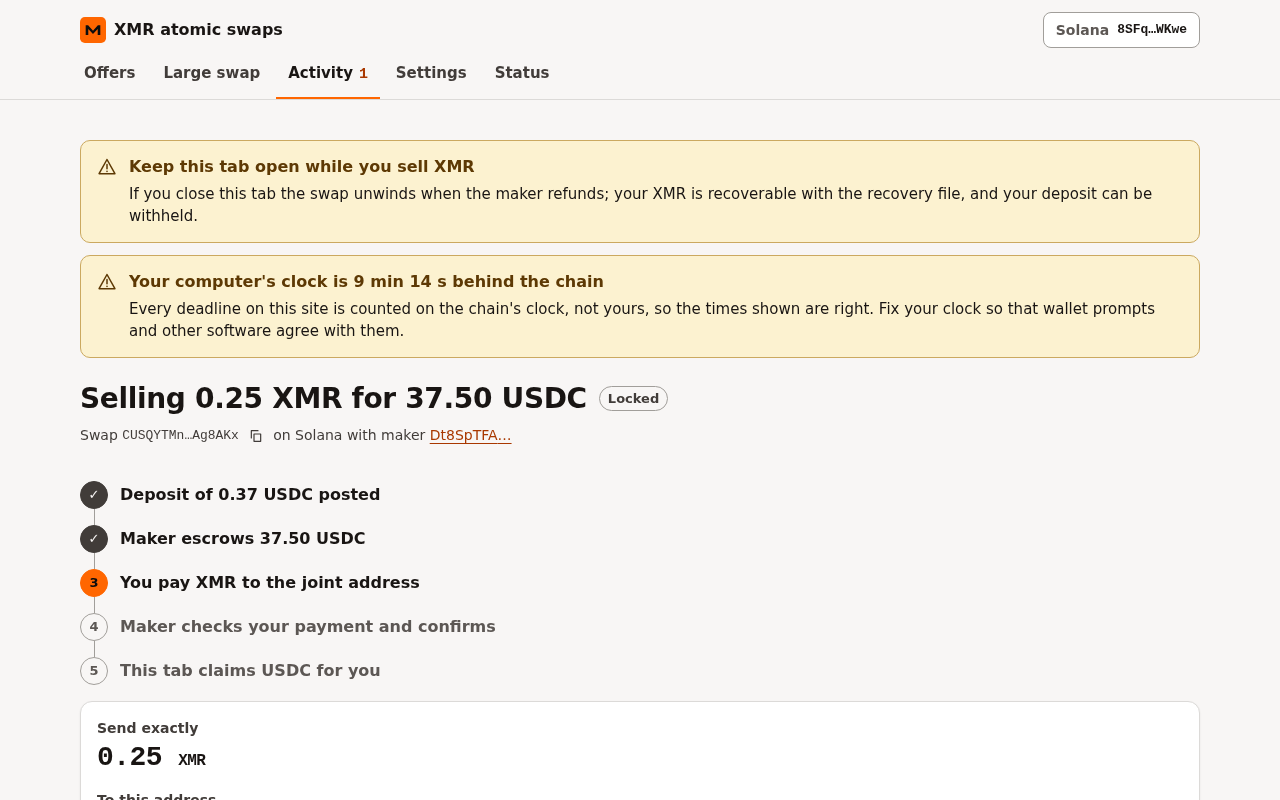 XMR atomic swaps
Solana 8SFq…WKwe
Offers Large swap Activity 1 Settings Status
Keep this tab open while you sell XMR
If you close this tab the swap unwinds when the maker refunds; your XMR is recoverable with the recovery file, and your deposit can be
withheld.
Your computer's clock is 9 min 14 s behind the chain
Every deadline on this site is counted on the chain's clock, not yours, so the times shown are right. Fix your clock so that wallet prompts
and other software agree with them.
Selling 0.25 XMR for 37.50 USDC Locked
Swap CUSQYTMn…Ag8AKx on Solana with maker Dt8SpTFA…
✓ Deposit of 0.37 USDC posted
✓ Maker escrows 37.50 USDC
3 You pay XMR to the joint address
4 Maker checks your payment and confirms
5 This tab claims USDC for you
Send exactly
0.25 XMR
To this address